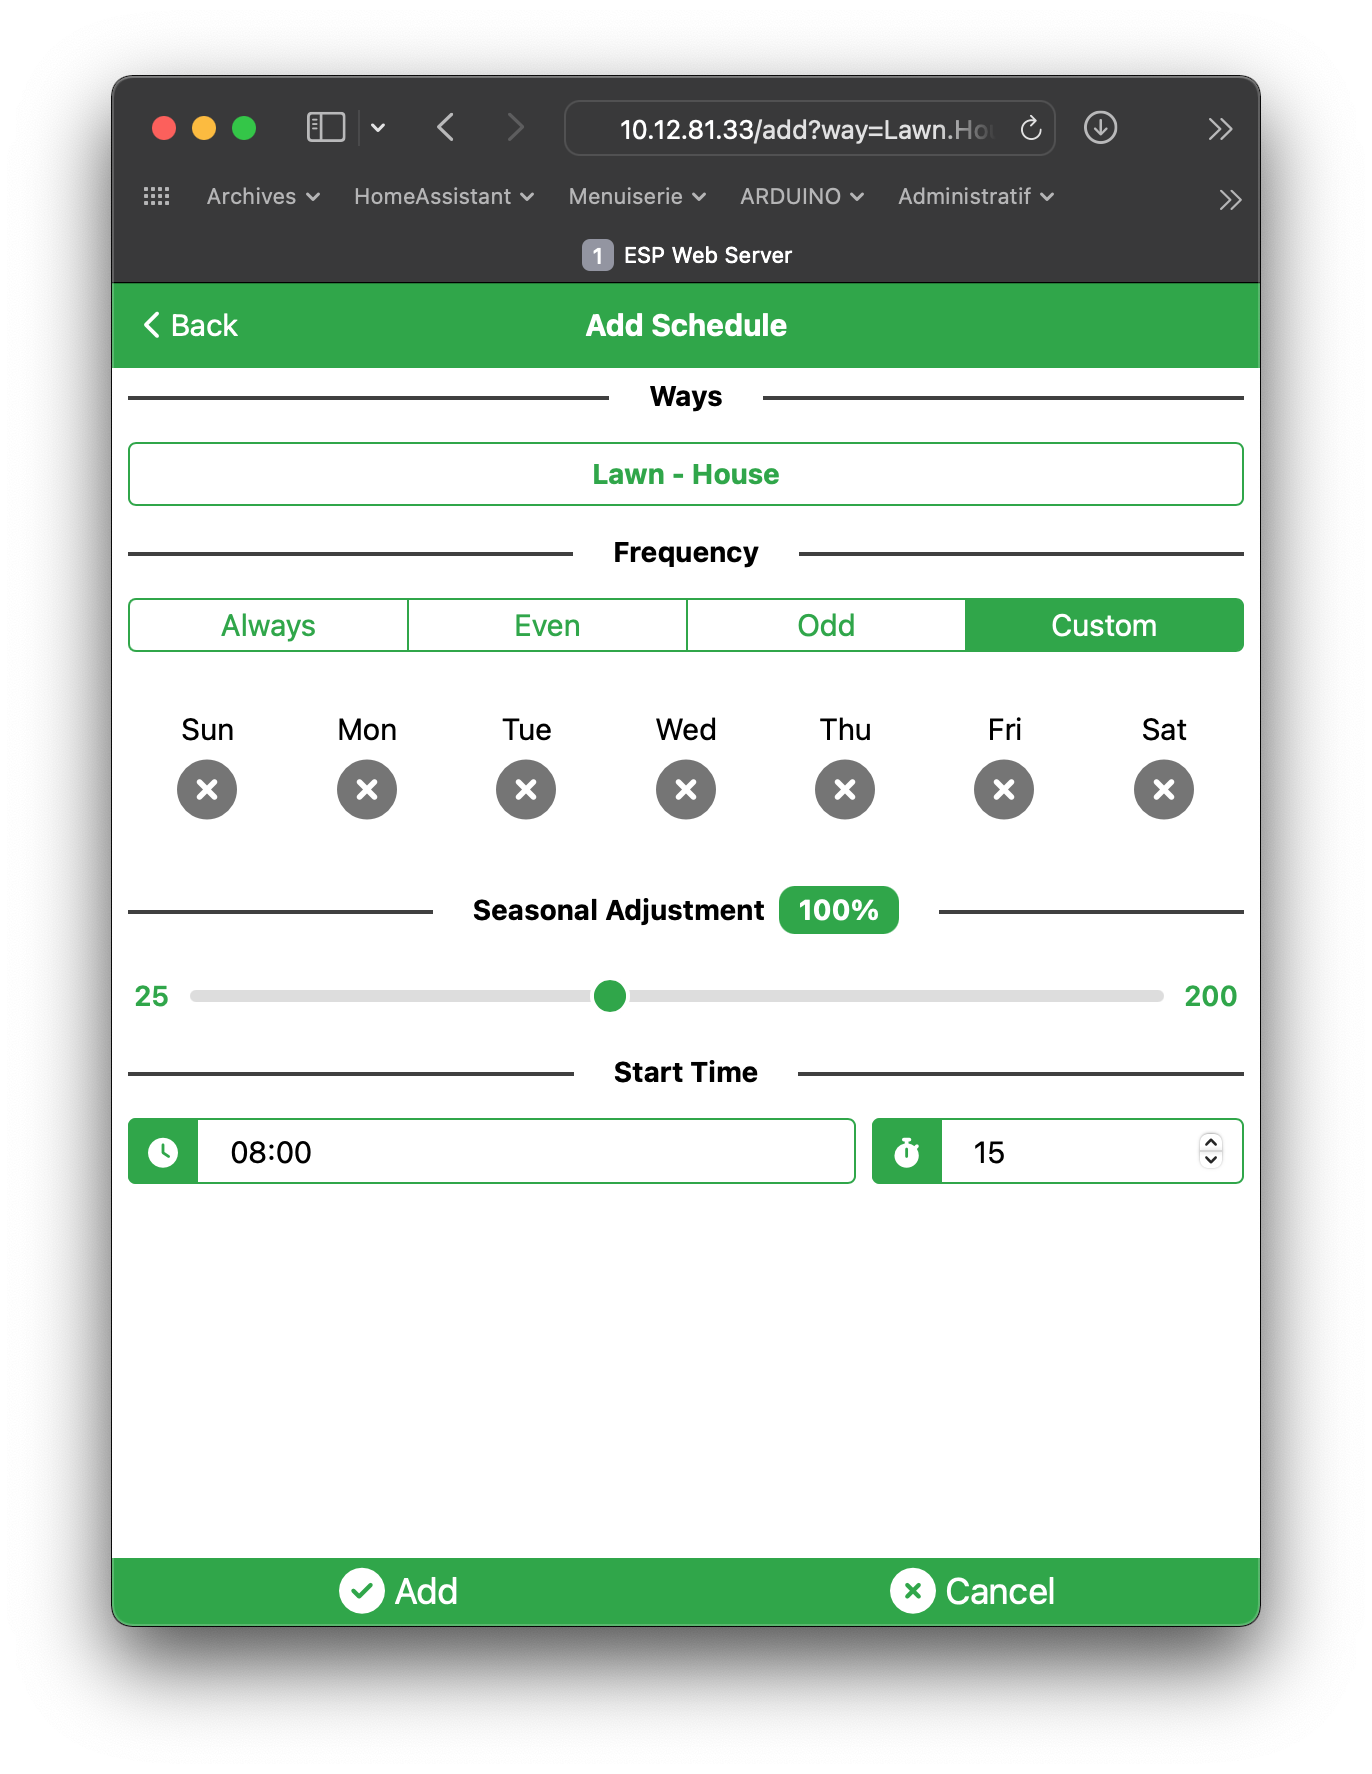 10.12.81.33/add?way=Lawn.Ho
Archives HomeAssistant Menuiserie ARDUINO Administratif
1 ESP Web Server
Back Add Schedule
Ways
Lawn - House
Frequency
Always Even Odd Custom
Sun Mon Tue Wed Thu Fri Sat
Seasonal Adjustment 100%
25 200
Start Time
08:00 15
Add Cancel